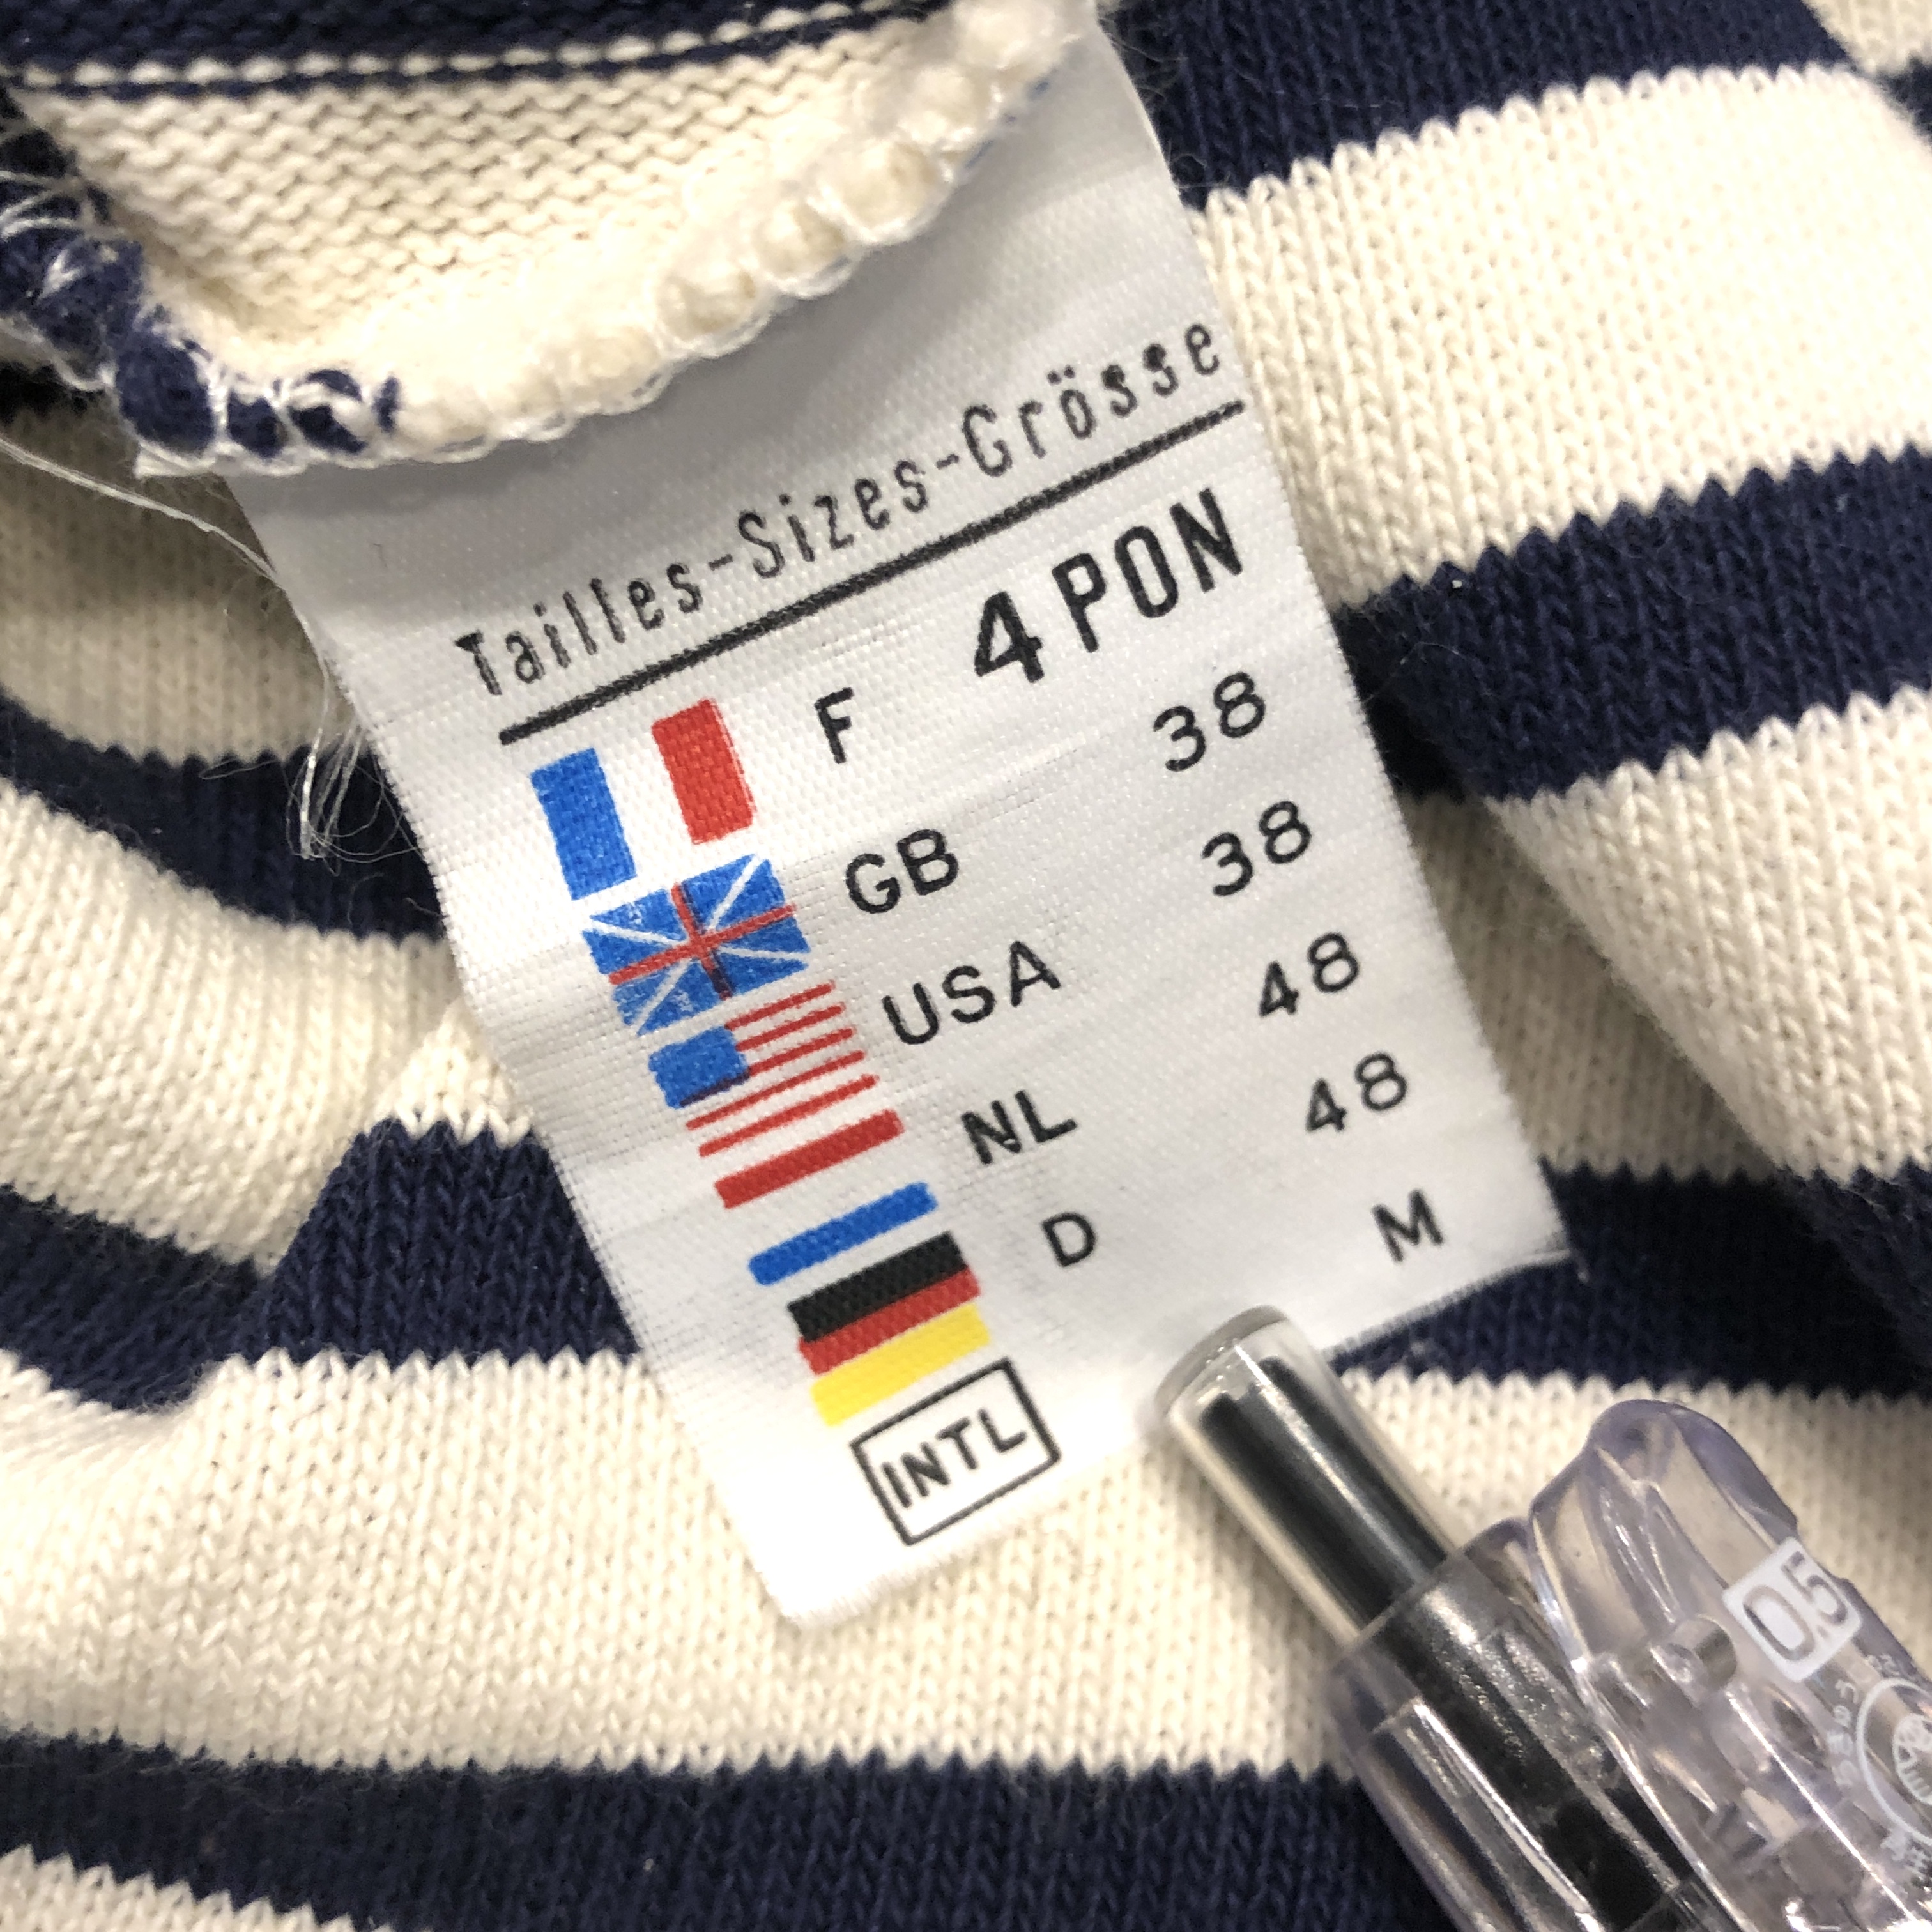 Tailles-Sizes-Grösse
F 4 PON
GB 38
USA 38
NL 48
D 48
INTL M
0.5